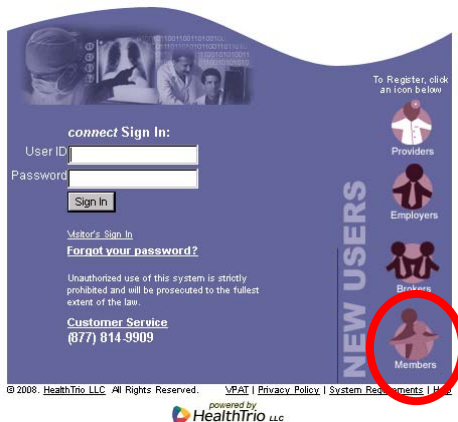 To Register, click
an icon below
connect Sign In:
User ID
Password
Sign In
Visitor's Sign In
Forgot your password?
Unauthorized use of this system is strictly
prohibited and will be prosecuted to the fullest
extent of the law.
Customer Service
(877) 814-9909
NEW USERS
Providers
Employers
Brokers
Members
© 2008. HealthTrio LLC All Rights Reserved. VPAT | Privacy Policy | System Requirements | Help
powered by
HealthTrio LLC